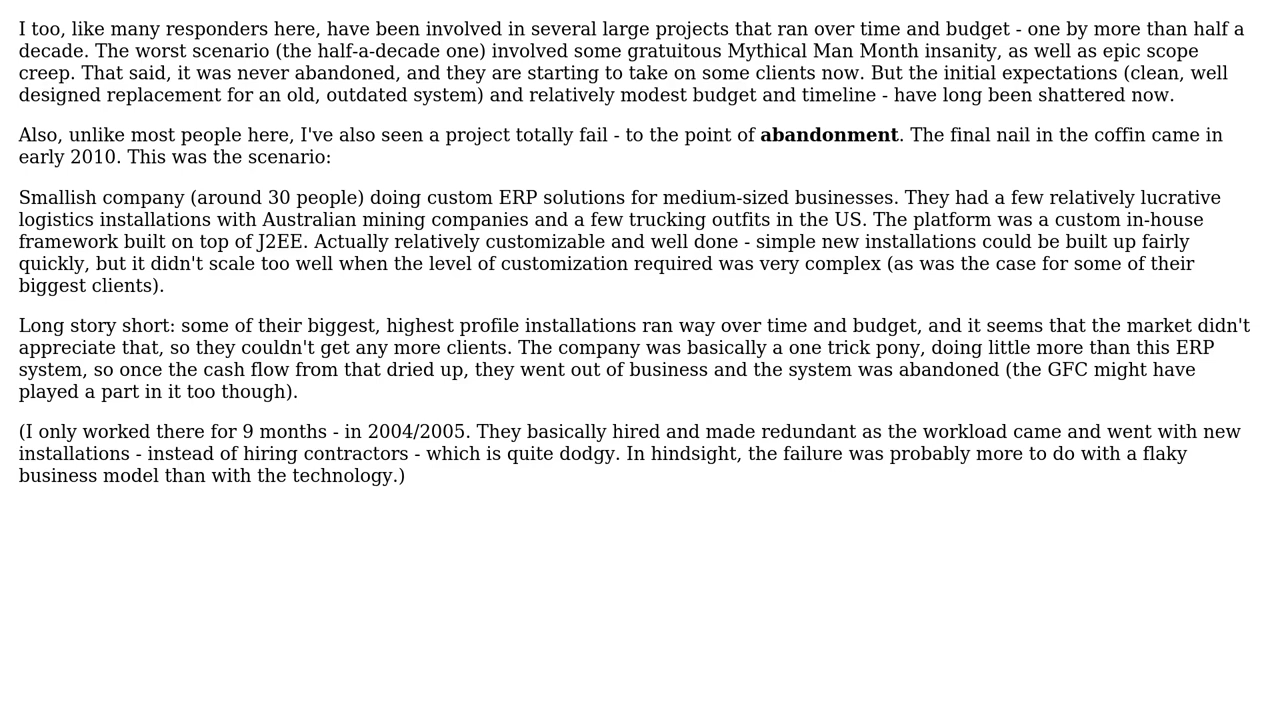 I too, like many responders here, have been involved in several large projects that ran over time and budget - one by more than half a
decade. The worst scenario (the half-a-decade one) involved some gratuitous Mythical Man Month insanity, as well as epic scope
creep. That said, it was never abandoned, and they are starting to take on some clients now. But the initial expectations (clean, well
designed replacement for an old, outdated system) and relatively modest budget and timeline - have long been shattered now.
Also, unlike most people here, I've also seen a project totally fail - to the point of abandonment. The final nail in the coffin came in
early 2010. This was the scenario:
Smallish company (around 30 people) doing custom ERP solutions for medium-sized businesses. They had a few relatively lucrative
logistics installations with Australian mining companies and a few trucking outfits in the US. The platform was a custom in-house
framework built on top of J2EE. Actually relatively customizable and well done - simple new installations could be built up fairly
quickly, but it didn't scale too well when the level of customization required was very complex (as was the case for some of their
biggest clients).
Long story short: some of their biggest, highest profile installations ran way over time and budget, and it seems that the market didn't
appreciate that, so they couldn't get any more clients. The company was basically a one trick pony, doing little more than this ERP
system, so once the cash flow from that dried up, they went out of business and the system was abandoned (the GFC might have
played a part in it too though).
(I only worked there for 9 months - in 2004/2005. They basically hired and made redundant as the workload came and went with new
installations - instead of hiring contractors - which is quite dodgy. In hindsight, the failure was probably more to do with a flaky
business model than with the technology.)